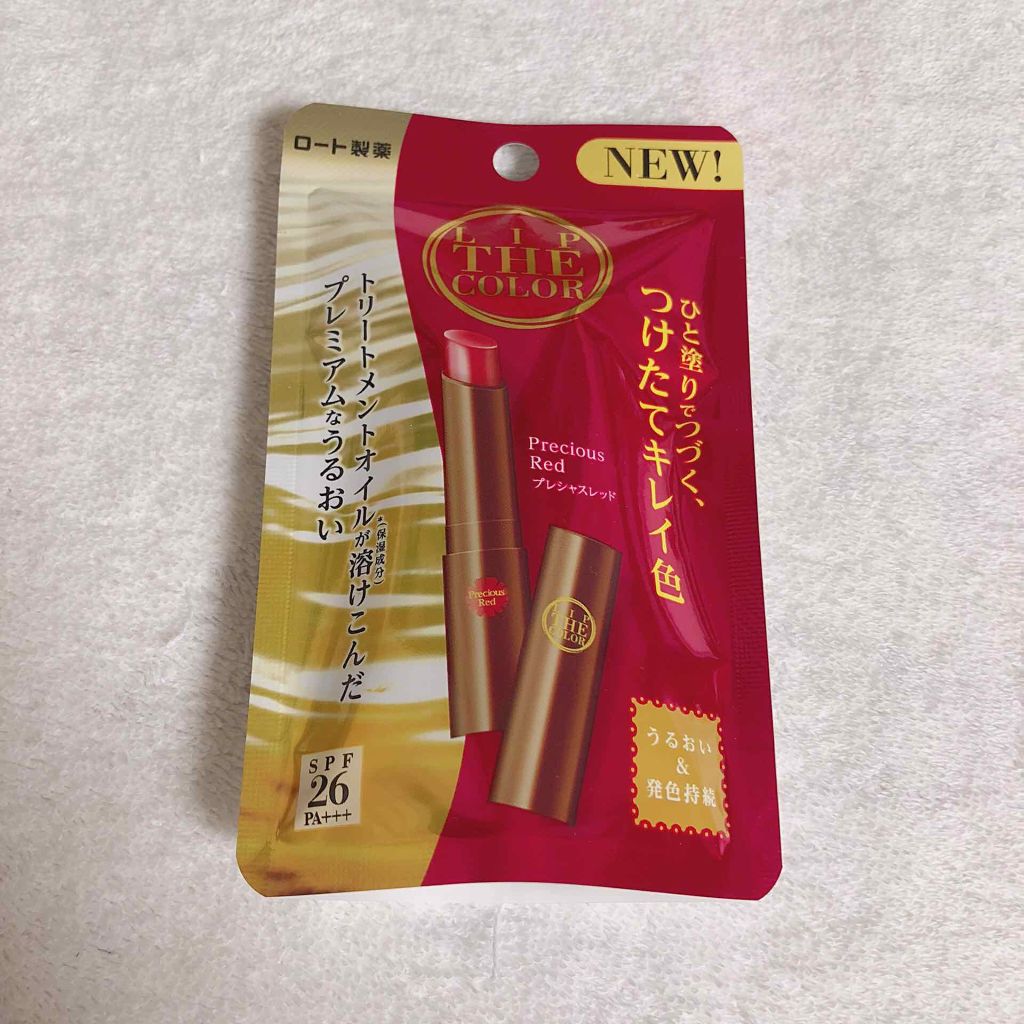 ロート製薬
NEW!
LIP
THE
COLOR
ひと塗りでつづく、
つけたてキレイ色
トリートメントオイルが溶けこんだ
*(保湿成分)
プレミアムなうるおい
Precious
Red
プレシャスレッド
Precious
Red
LIP
THE
COLOR
うるおい
&
発色持続
SPF
26
PA+++